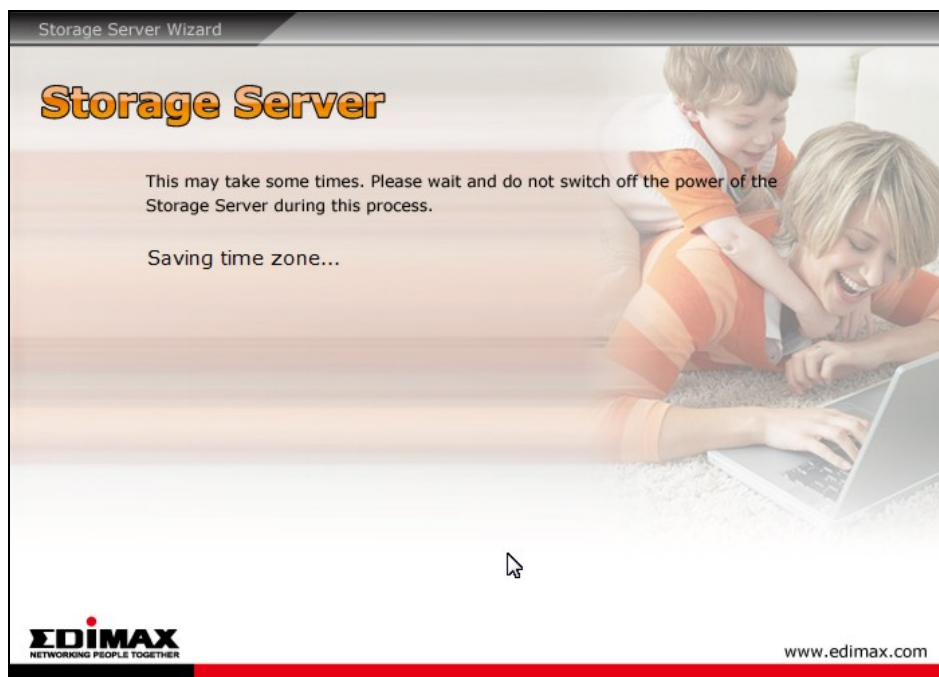 Storage Server Wizard
Storage Server
This may take some times. Please wait and do not switch off the power of the
Storage Server during this process.
Saving time zone...
EDIMAX
NETWORKING PEOPLE TOGETHER
www.edimax.com